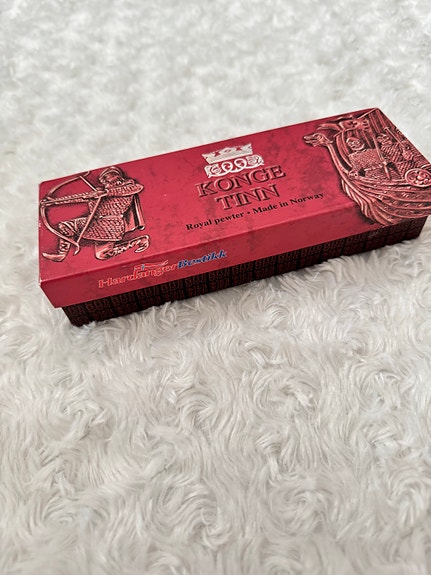 KONGE
TINN
Royal pewter • Made in Norway
HardangerBestikk